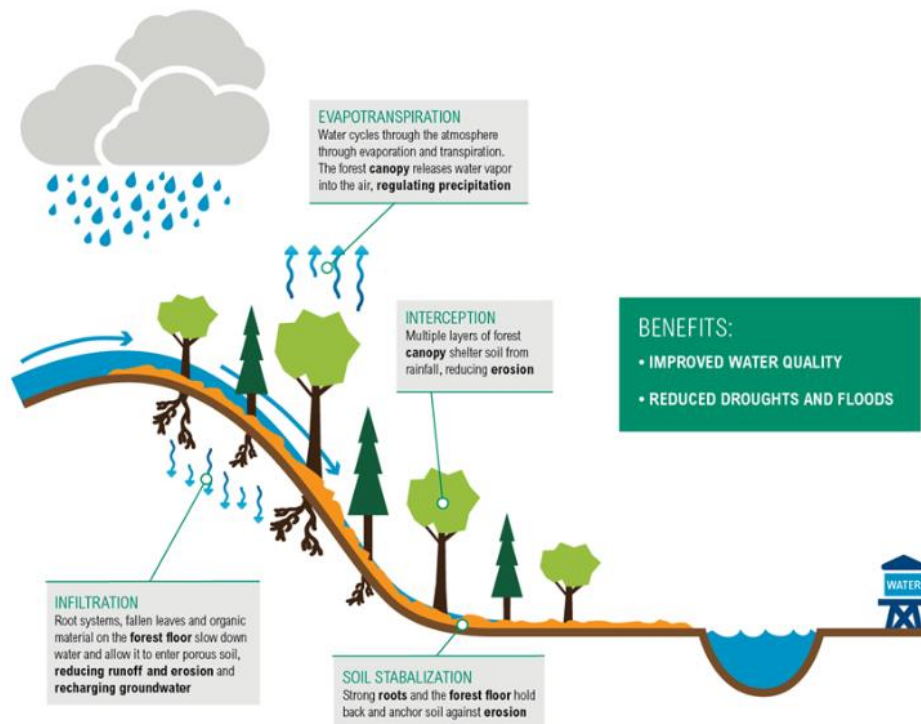 EVAPOTRANSPIRATION
Water cycles through the atmosphere
through evaporation and transpiration.
The forest canopy releases water vapor
into the air, regulating precipitation
INTERCEPTION
Multiple layers of forest
canopy shelter soil from
rainfall, reducing erosion
BENEFITS:
• IMPROVED WATER QUALITY
• REDUCED DROUGHTS AND FLOODS
WATER
INFILTRATION
Root systems, fallen leaves and organic
material on the forest floor slow down
water and allow it to enter porous soil,
reducing runoff and erosion and
recharging groundwater
SOIL STABALIZATION
Strong roots and the forest floor hold
back and anchor soil against erosion